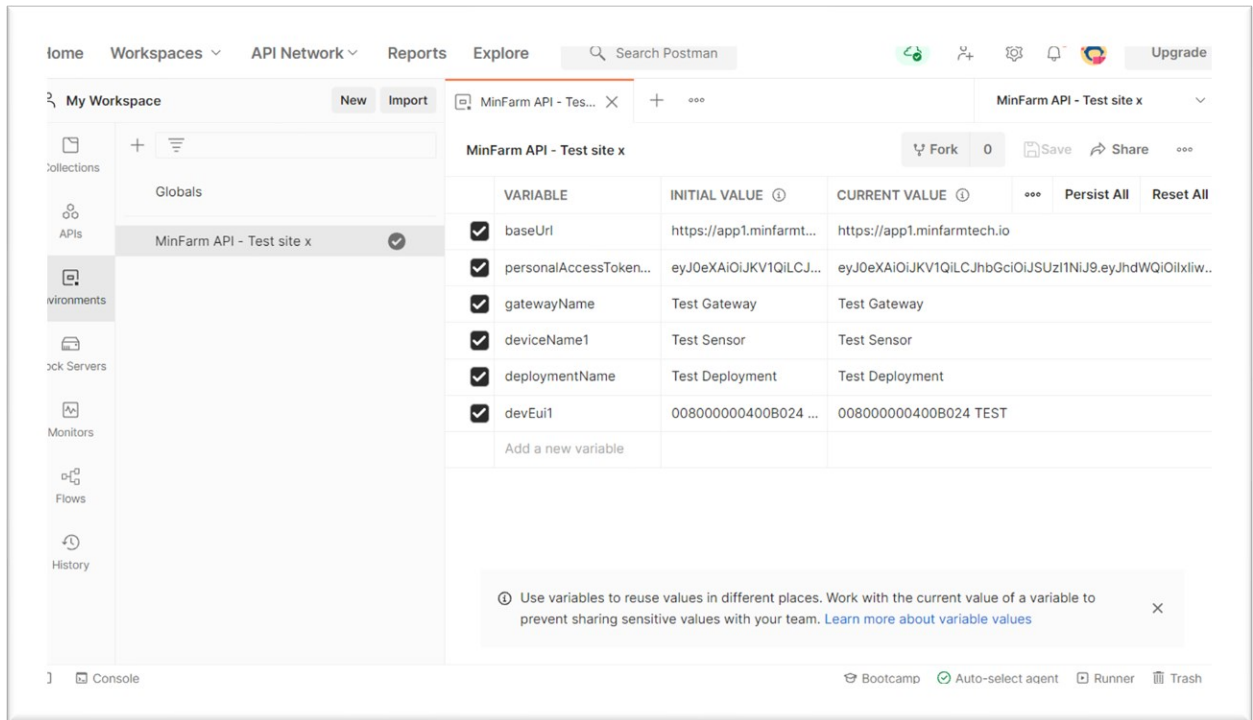 Home Workspaces API Network Reports Explore Search Postman Upgrade
My Workspace New Import MinFarm API - Tes... MinFarm API - Test site x
Collections
MinFarm API - Test site x Fork 0 Save Share
Globals
VARIABLE INITIAL VALUE CURRENT VALUE Persist All Reset All
APIs
baseUrl https://app1.minfarmt... https://app1.minfarmtech.io
MinFarm API - Test site x
personalAccessToken... eyJ0eXAiOiJKV1QiLCJ... eyJ0eXAiOiJKV1QiLCJhbGciOiJSUzI1NiJ9.eyJhdWQiOiIxIiw..
vironments
gatewayName Test Gateway Test Gateway
deviceName1 Test Sensor Test Sensor
ock Servers
deploymentName Test Deployment Test Deployment
devEui1 008000000400B024 ... 008000000400B024 TEST
Monitors
Add a new variable
Flows
History
Use variables to reuse values in different places. Work with the current value of a variable to
prevent sharing sensitive values with your team. Learn more about variable values
Console Bootcamp Auto-select agent Runner Trash